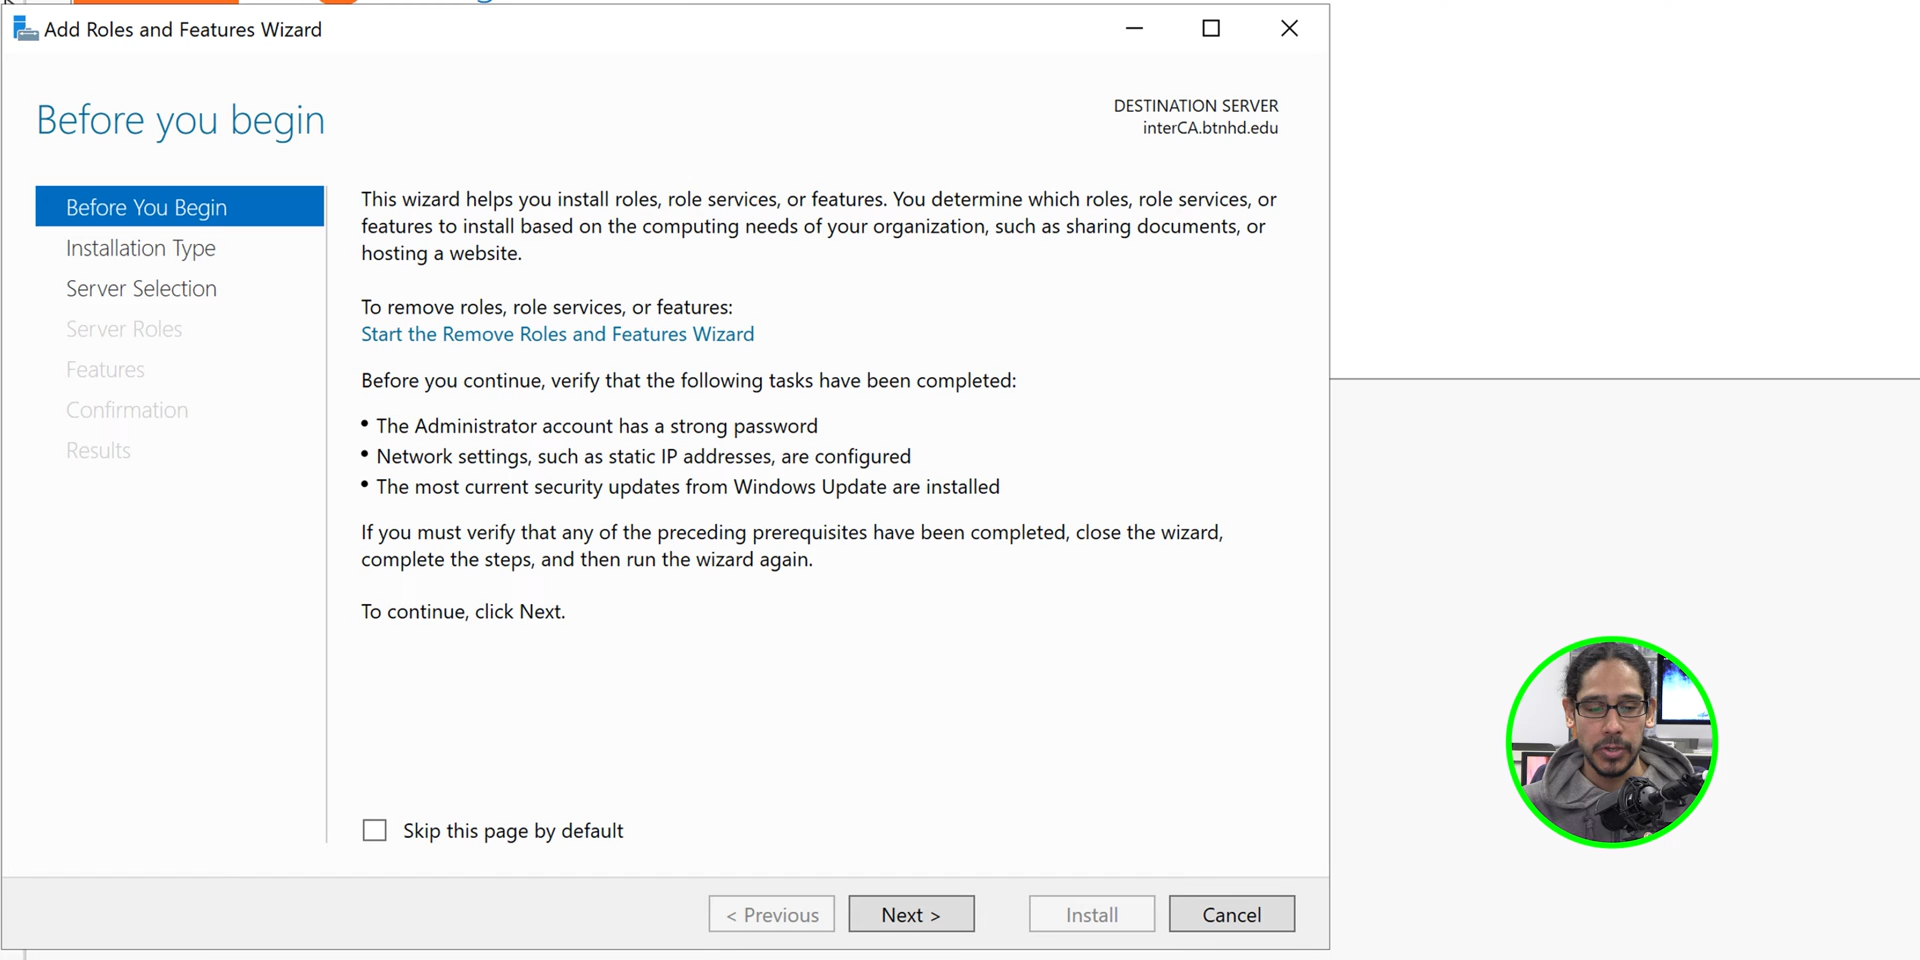 Add Roles and Features Wizard
Before you begin
DESTINATION SERVER
interCA.btnhd.edu
Before You Begin
Installation Type
Server Selection
Server Roles
Features
Confirmation
Results
This wizard helps you install roles, role services, or features. You determine which roles, role services, or
features to install based on the computing needs of your organization, such as sharing documents, or
hosting a website.
To remove roles, role services, or features:
Start the Remove Roles and Features Wizard
Before you continue, verify that the following tasks have been completed:
• The Administrator account has a strong password
• Network settings, such as static IP addresses, are configured
• The most current security updates from Windows Update are installed
If you must verify that any of the preceding prerequisites have been completed, close the wizard,
complete the steps, and then run the wizard again.
To continue, click Next.
Skip this page by default
< Previous
Next >
Install
Cancel